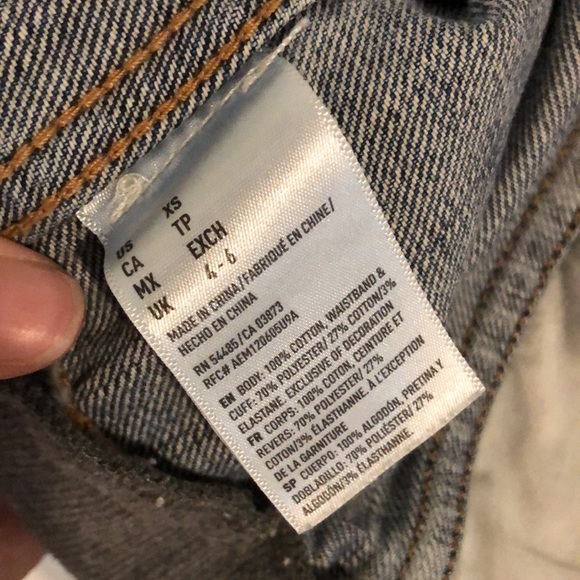 US XS
CA TP
MX EXCH
UK 4-6
MADE IN CHINA/FABRIQUÉ EN CHINE/
HECHO EN CHINA
RN 54485/CA 03873
RFC# AEM120605U9A
EN BODY: 100% COTTON, WAISTBAND &
CUFF: 70% POLYESTER/ 27% COTTON/3%
ELASTANE. EXCLUSIVE OF DECORATION
FR CORPS: 100% COTON, CEINTURE ET
REVERS: 70% POLYESTER/ 27%
COTON/3% ÉLASTHANNE. À L'EXCEPTION
DE LA GARNITURE
SP CUERPO: 100% ALGODÓN, PRETINA Y
DOBLADILLO: 70% POLIÉSTER/ 27%
ALGODÓN/3% ÉLASTHANNE.